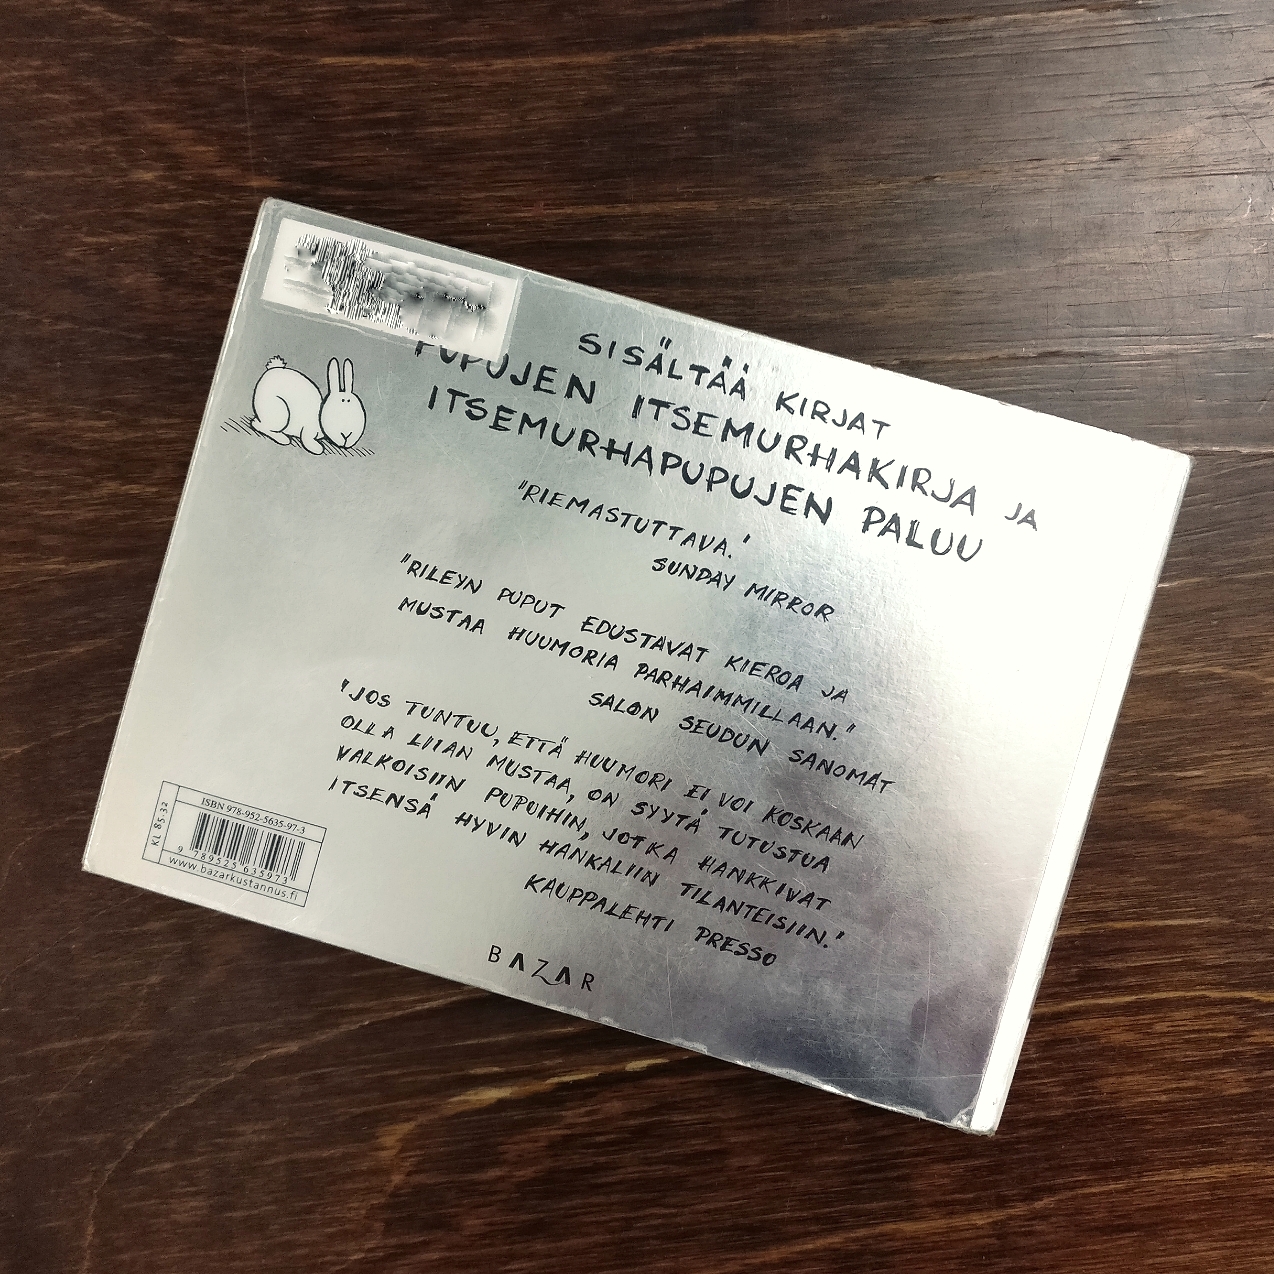 SISÄLTÄÄ KIRJAT
PUPUJEN ITSEMURHAKIRJA JA
ITSEMURHAPUPUJEN PALUU
"RIEMASTUTTAVA."
SUNDAY MIRROR
"RILEYN PUPUT EDUSTAVAT KIEROA JA
MUSTAA HUUMORIA PARHAIMMILLAAN."
SALON SEUDUN SANOMAT
"JOS TUNTUU, ETTÄ HUUMORI EI VOI KOSKAAN
OLLA LIIAN MUSTAA, ON SYYTÄ TUTUSTUA
VALKOISIIN PUPUIHIN, JOTKA HANKKIVAT
ITSENSÄ HYVIN HANKALIIN TILANTEISIIN."
KAUPPALEHTI PRESSO
KL 85.32
ISBN 978-952-5635-97-3
9 789525 635973
www.bazarkustannus.fi
BAZAR